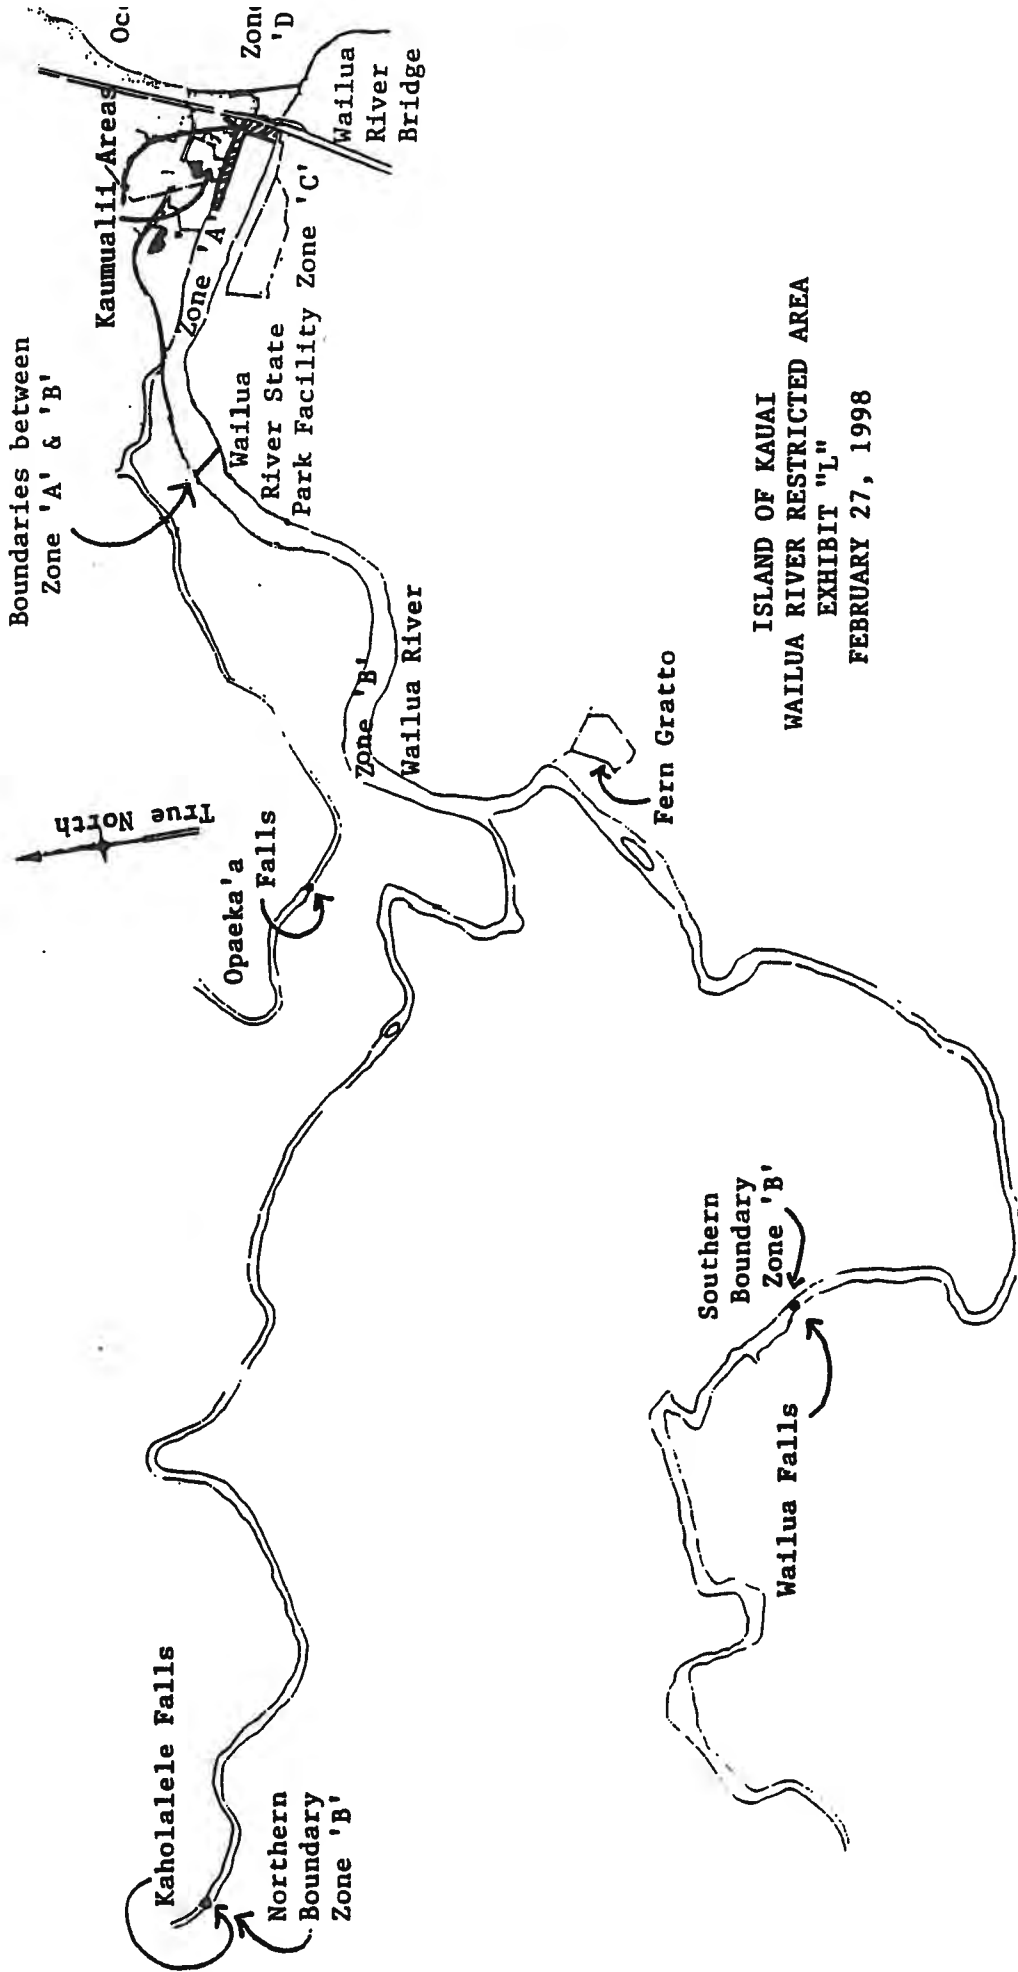 Boundaries between
Zone 'A' & 'B'
Kaumualii Areas
Zone
'D
Zone 'A'
Wailua
River
Bridge
Wailua
River State
Park Facility Zone 'C'
True North
Opaeka'a
Falls
Zone 'B'
Wailua River
Fern Gratto
Kaholalele Falls
Northern
Boundary
Zone 'B'
Southern
Boundary
Zone 'B'
Wailua Falls
ISLAND OF KAUAI
WAILUA RIVER RESTRICTED AREA
EXHIBIT "L"
FEBRUARY 27, 1998